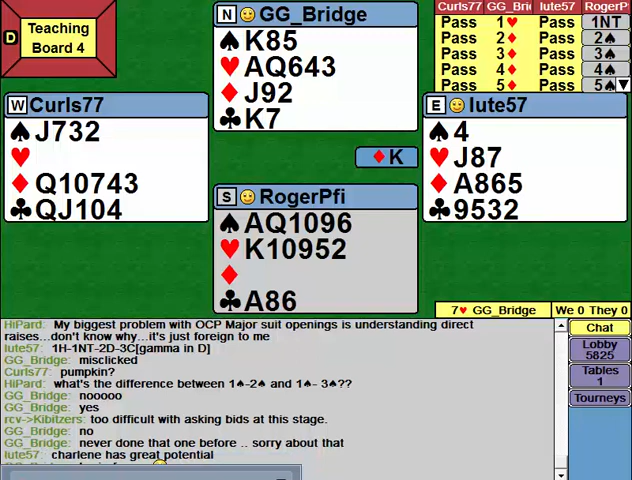 D
Teaching
Board 4
N GG_Bridge
♠K85
♥AQ643
♦J92
♣K7
Curls77 GG_Bri lute57 RogerP
Pass 1♥ Pass 1NT
Pass 2♦ Pass 2♠
Pass 3♦ Pass 3♠
Pass 4♦ Pass 4♠
Pass 5♦ Pass 5♠
W Curls77
♠J732
♥
♦Q10743
♣QJ104
♦K
E lute57
♠4
♥J87
♦A865
♣9532
S RogerPfi
♠AQ1096
♥K10952
♦
♣A86
7♥ GG_Bridge We 0 They 0
HiPard: My biggest problem with OCP Major suit openings is understanding direct
raises...don't know why...it's just foreign to me
lute57: 1H-1NT-2D-3C[gamma in D]
GG_Bridge: misclicked
Curls77: pumpkin?
HiPard: what's the difference between 1♠-2♠ and 1♠- 3♠??
GG_Bridge: nooooo
GG_Bridge: yes
rcv->Kibitzers: too difficult with asking bids at this stage.
GG_Bridge: no
GG_Bridge: never done that one before .. sorry about that
lute57: charlene has great potential
Chat
Lobby
5825
Tables
1
Tourneys